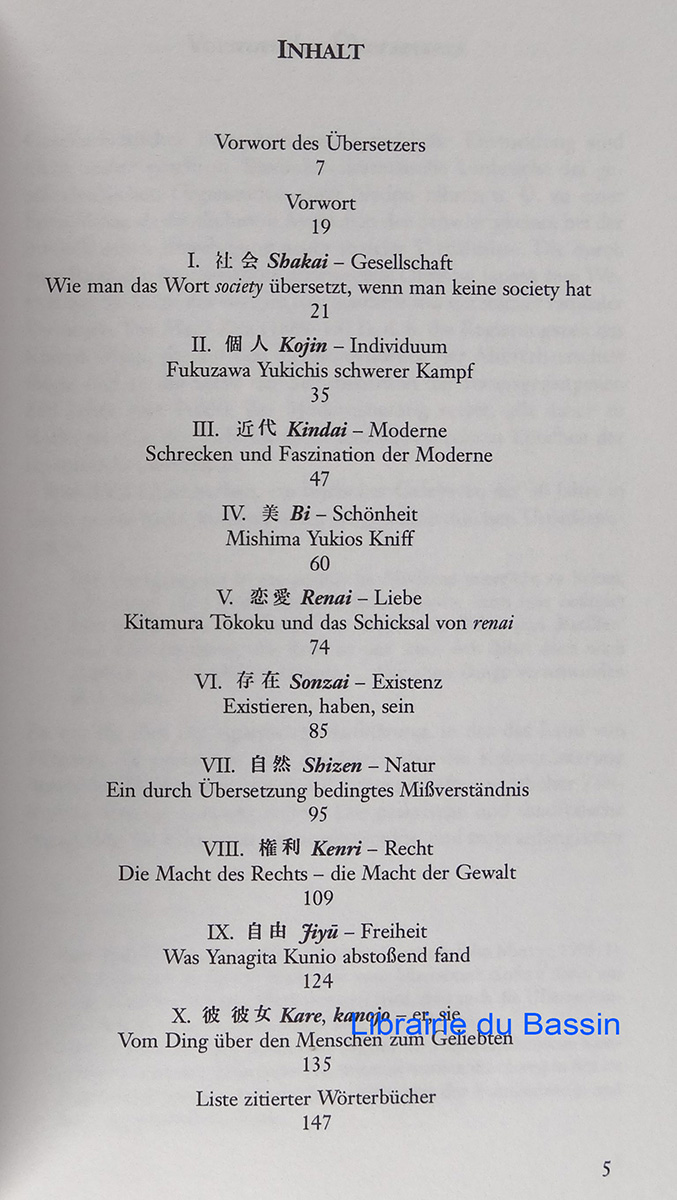 INHALT
Vorwort des Übersetzers
7
Vorwort
19
I. 社会 Shakai – Gesellschaft
Wie man das Wort society übersetzt, wenn man keine society hat
21
II. 個人 Kojin – Individuum
Fukuzawa Yukichis schwerer Kampf
35
III. 近代 Kindai – Moderne
Schrecken und Faszination der Moderne
47
IV. 美 Bi – Schönheit
Mishima Yukios Kniff
60
V. 恋愛 Renai – Liebe
Kitamura Tōkoku und das Schicksal von renai
74
VI. 存在 Sonzai – Existenz
Existieren, haben, sein
85
VII. 自然 Shizen – Natur
Ein durch Übersetzung bedingtes Mißverständnis
95
VIII. 権利 Kenri – Recht
Die Macht des Rechts – die Macht der Gewalt
109
IX. 自由 Jiyū – Freiheit
Was Yanagita Kunio abstoßend fand
124
X. 彼 彼女 Kare, kanojo – er, sie
Librairie du Bassin
Vom Ding über den Menschen zum Geliebten
135
Liste zitierter Wörterbücher
147
5